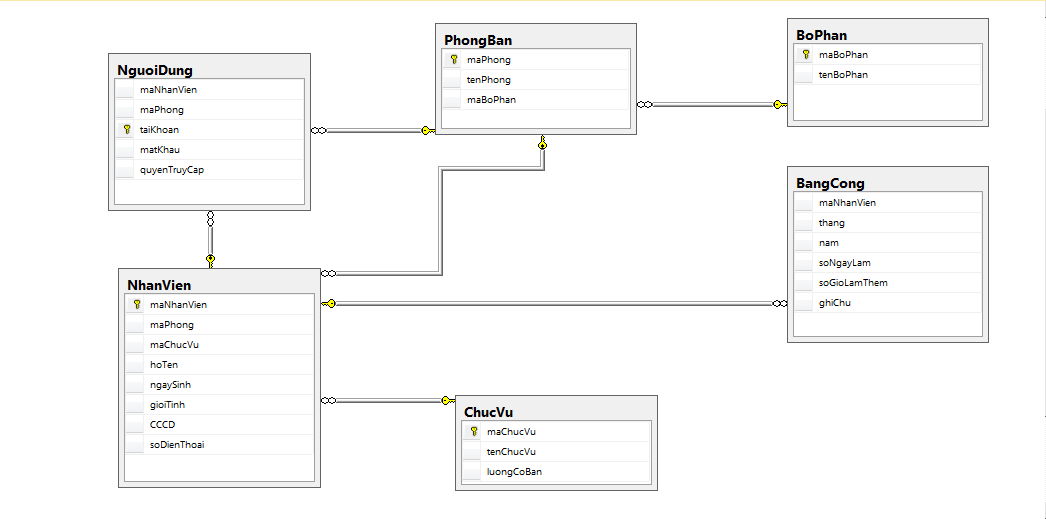 NguoiDung
maNhanVien
maPhong
taiKhoan
matKhau
quyenTruyCap
PhongBan
maPhong
tenPhong
maBoPhan
BoPhan
maBoPhan
tenBoPhan
BangCong
maNhanVien
thang
nam
soNgayLam
soGioLamThem
ghiChu
NhanVien
maNhanVien
maPhong
maChucVu
hoTen
ngaySinh
gioiTinh
CCCD
soDienThoai
ChucVu
maChucVu
tenChucVu
luongCoBan